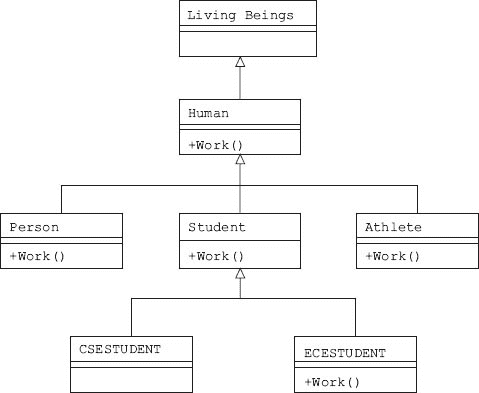 Living Beings
Human
+Work()
Person
+Work()
Student
+Work()
Athlete
+Work()
CSESTUDENT
ECESTUDENT
+Work()